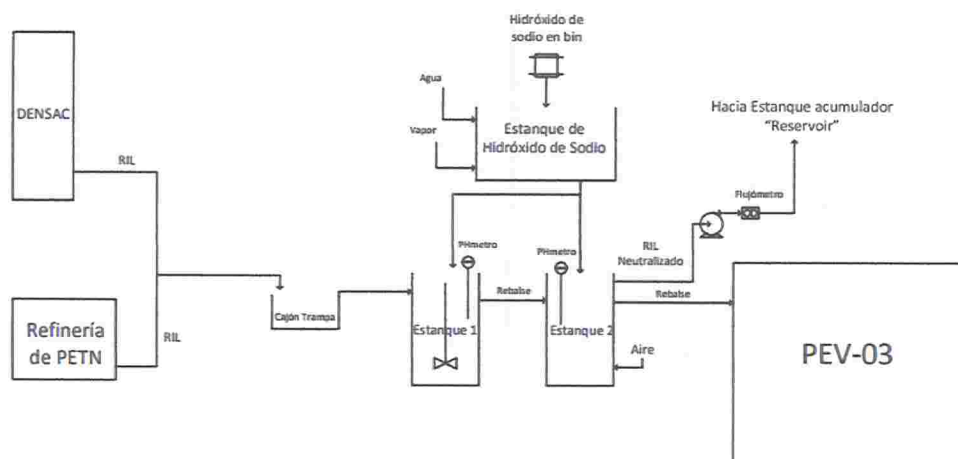 Hidróxido de
sodio en bin
DENSAC
Agua
Vapor
Estanque de
Hidróxido de Sodio
Hacia Estanque acumulador
"Reservoir"
RIL
Flujómetro
PHmetro
PHmetro
RIL
Neutralizado
Rebalse
Rebalse
Cajón Trampa
Estanque 1
Estanque 2
Refinería
de PETN
RIL
Aire
PEV-03